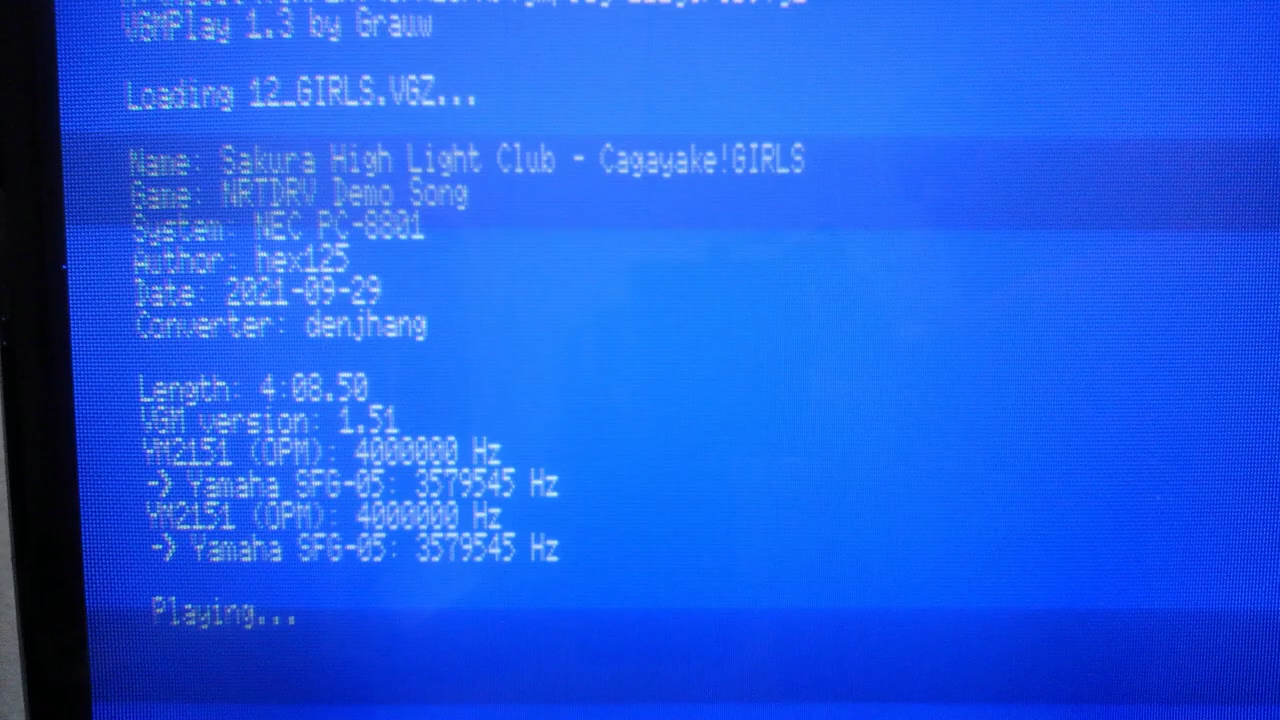 VGMPlay 1.3 by Grauw
Loading 12_GIRLS.VGZ...
Name: Sakura High Light Club - Cagayake!GIRLS
Game: NRTDRV Demo Song
System: NEC PC-8801
Author: hex125
Date: 2021-09-29
Converter: denjhang
Length: 4:08.50
VGM version: 1.51
YM2151 (OPM): 4000000 Hz
-> Yamaha SFG-05: 3579545 Hz
YM2151 (OPM): 4000000 Hz
-> Yamaha SFG-05: 3579545 Hz
Playing...